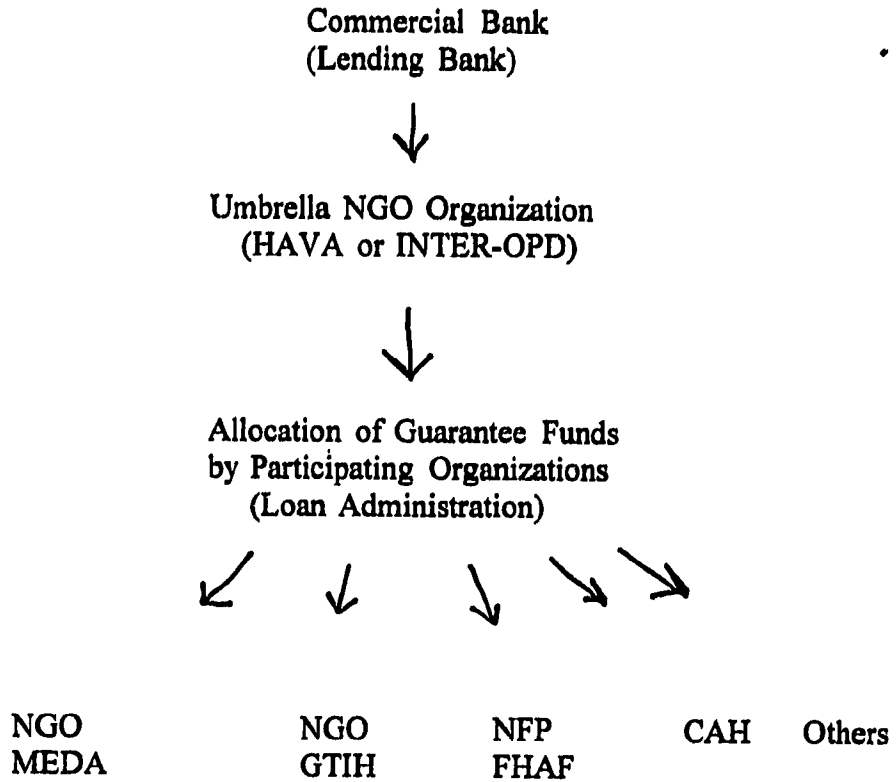 Commercial Bank
(Lending Bank)
Umbrella NGO Organization
(HAVA or INTER-OPD)
Allocation of Guarantee Funds
by Participating Organizations
(Loan Administration)
NGO NGO NFP CAH Others
MEDA GTIH FHAF